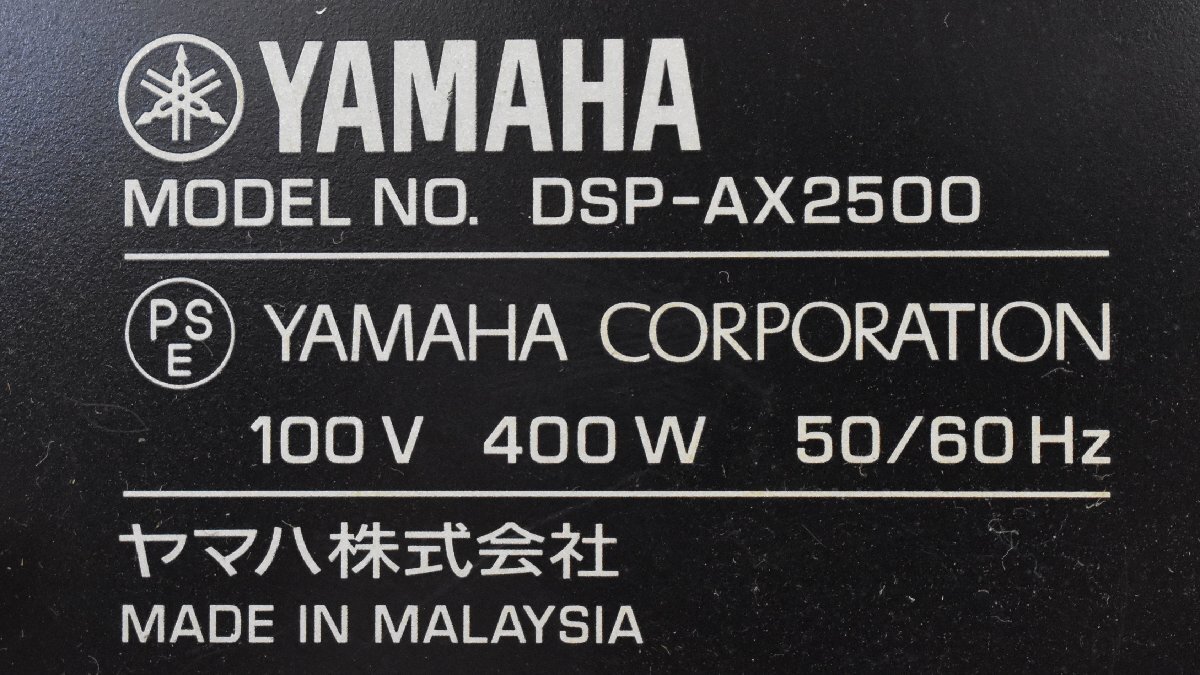 YAMAHA
MODEL NO. DSP-AX2500
PSE YAMAHA CORPORATION
100 V 400 W 50/60 Hz
ヤマハ株式会社
MADE IN MALAYSIA